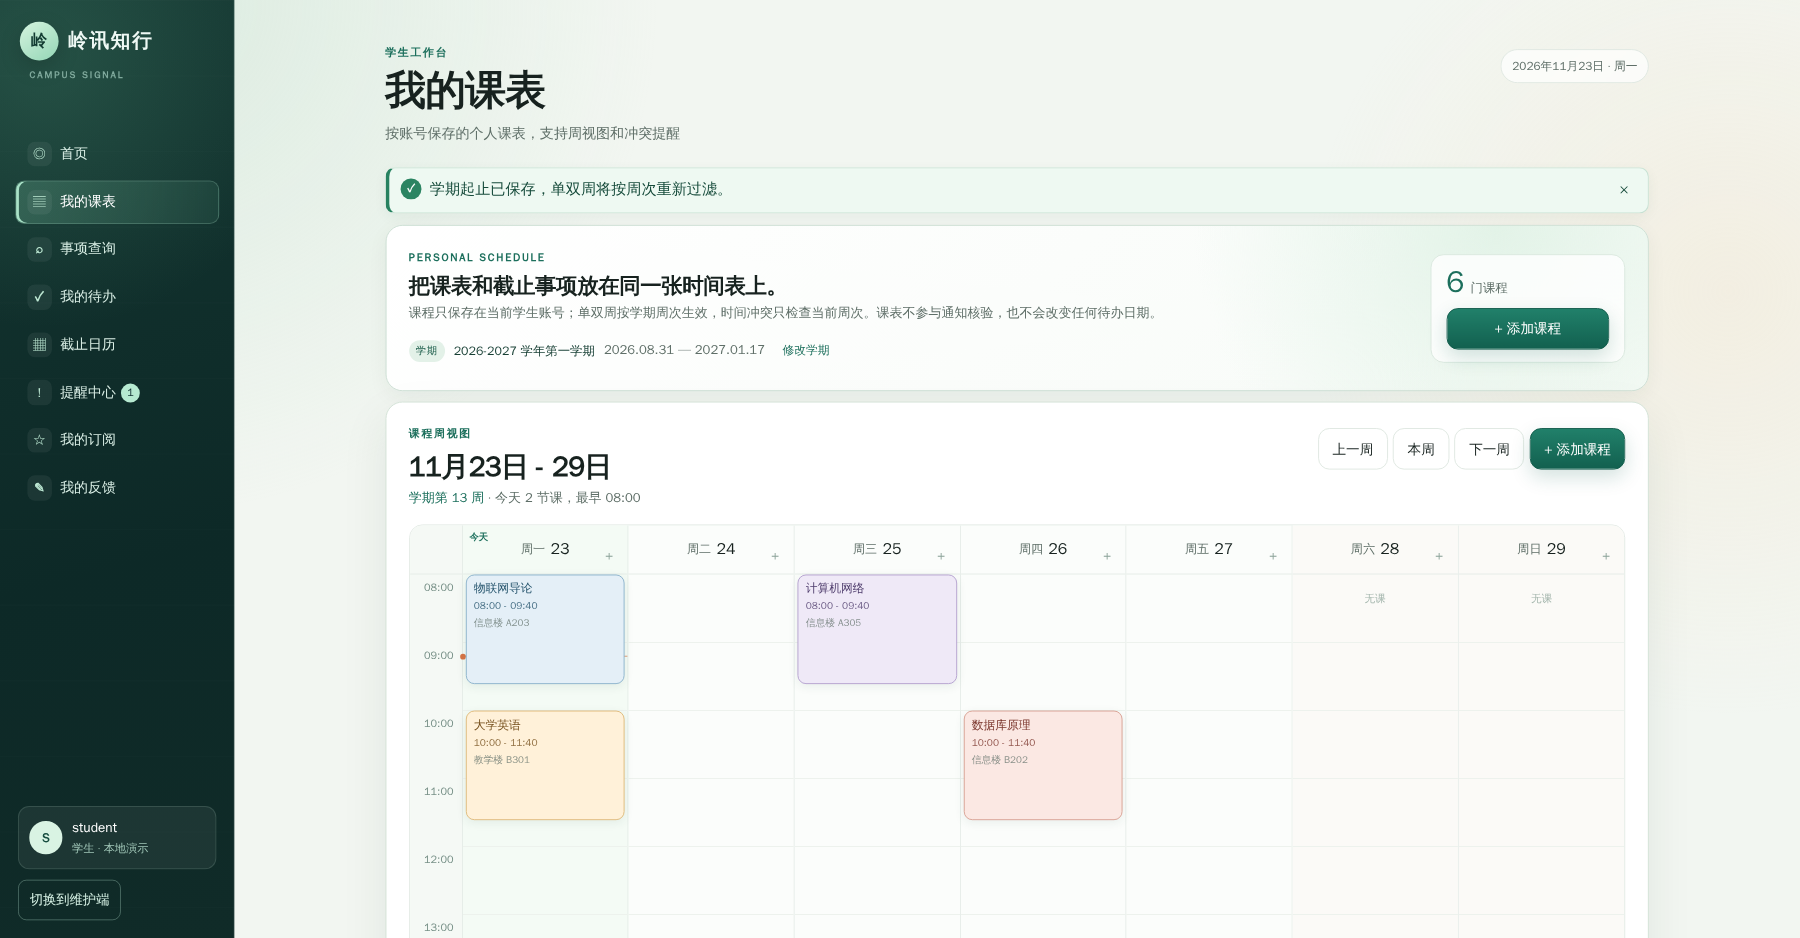 岭 岭讯知行
CAMPUS SIGNAL
首页
我的课表
事项查询
我的待办
截止日历
! 提醒中心 1
我的订阅
我的反馈
S student
学生 · 本地演示
切换到维护端
学生工作台
我的课表
按账号保存的个人课表，支持周视图和冲突提醒
2026年11月23日 · 周一
✓ 学期起止已保存，单双周将按周次重新过滤。 ×
PERSONAL SCHEDULE
把课表和截止事项放在同一张时间表上。
课程只保存在当前学生账号；单双周按学期周次生效，时间冲突只检查当前周次。课表不参与通知核验，也不会改变任何待办日期。
学期 2026-2027 学年第一学期 2026.08.31 — 2027.01.17 修改学期
6 门课程
+ 添加课程
课程周视图
11月23日 - 29日
学期第 13 周 · 今天 2 节课，最早 08:00
上一周 本周 下一周 + 添加课程
今天
周一 23 + 周二 24 + 周三 25 + 周四 26 + 周五 27 + 周六 28 + 周日 29 +
08:00
物联网导论
08:00 - 09:40
信息楼 A203
计算机网络
08:00 - 09:40
信息楼 A305
无课
无课
09:00
10:00
大学英语
10:00 - 11:40
教学楼 B301
数据库原理
10:00 - 11:40
信息楼 B202
11:00
12:00
13:00